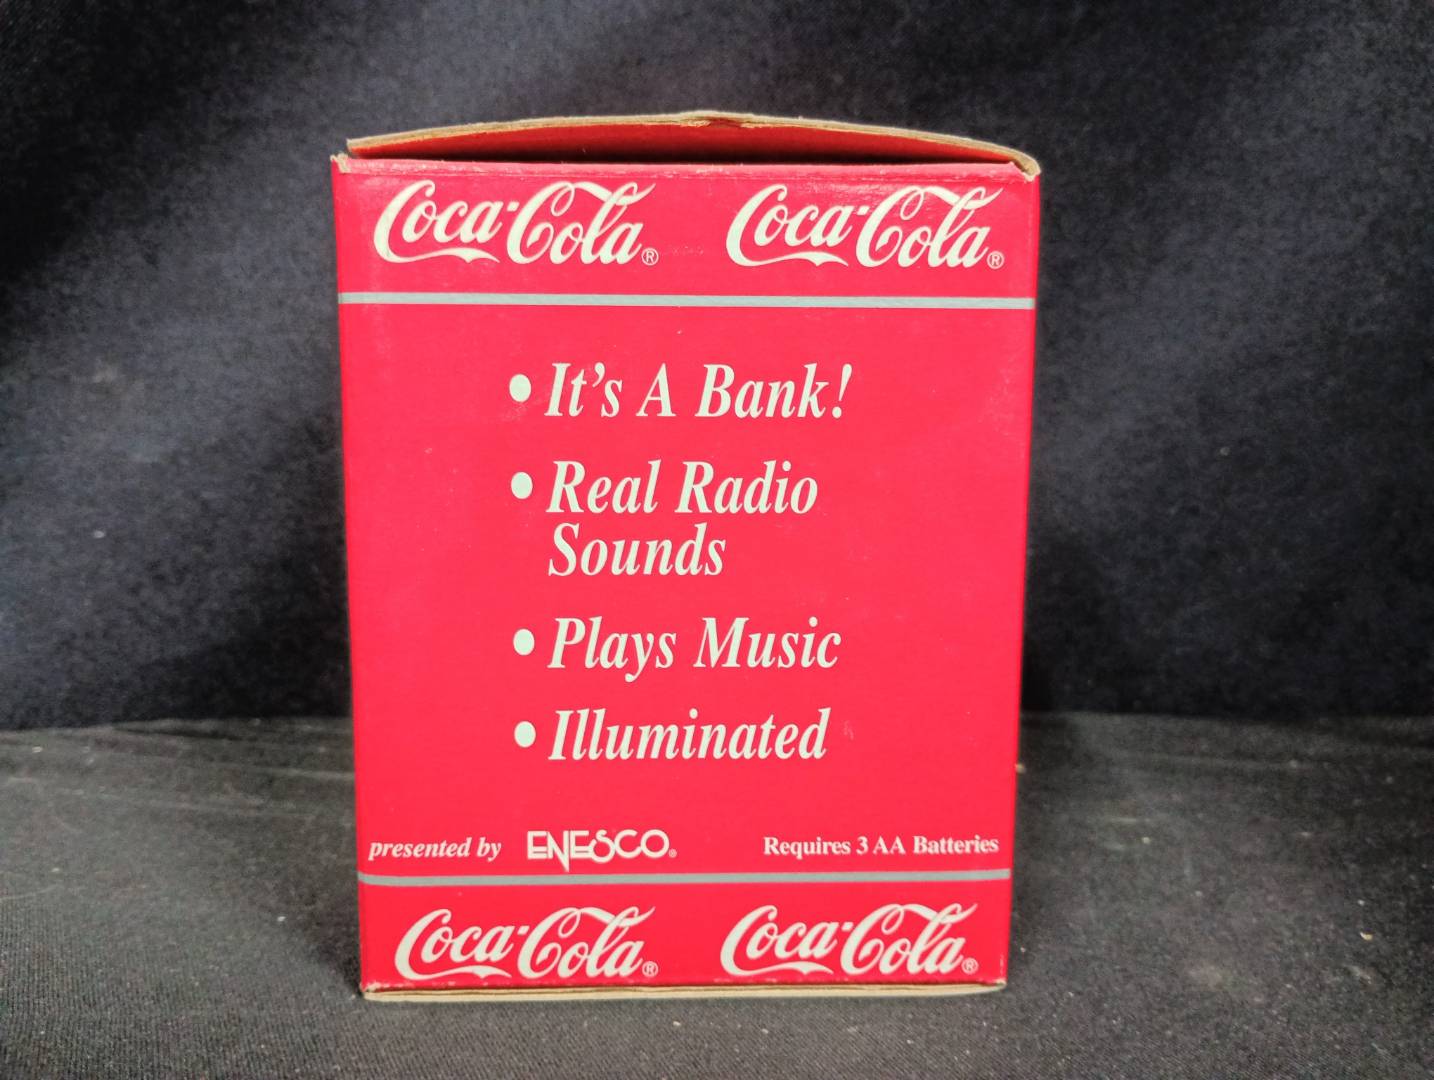 Coca-Cola® Coca-Cola®
• It's A Bank!
• Real Radio
Sounds
• Plays Music
• Illuminated
presented by ENESCO® Requires 3 AA Batteries
Coca-Cola® Coca-Cola®